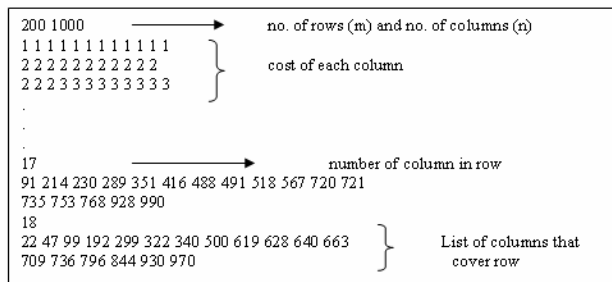 200 1000 no. of rows (m) and no. of columns (n)
1 1 1 1 1 1 1 1 1 1 1 1 1
2 2 2 2 2 2 2 2 2 2 2 2 cost of each column
2 2 2 3 3 3 3 3 3 3 3 3 3
.
.
.
17 number of column in row
91 214 230 289 351 416 488 491 518 567 720 721
735 753 768 928 990
18
22 47 99 192 299 322 340 500 619 628 640 663 List of columns that
709 736 796 844 930 970 cover row